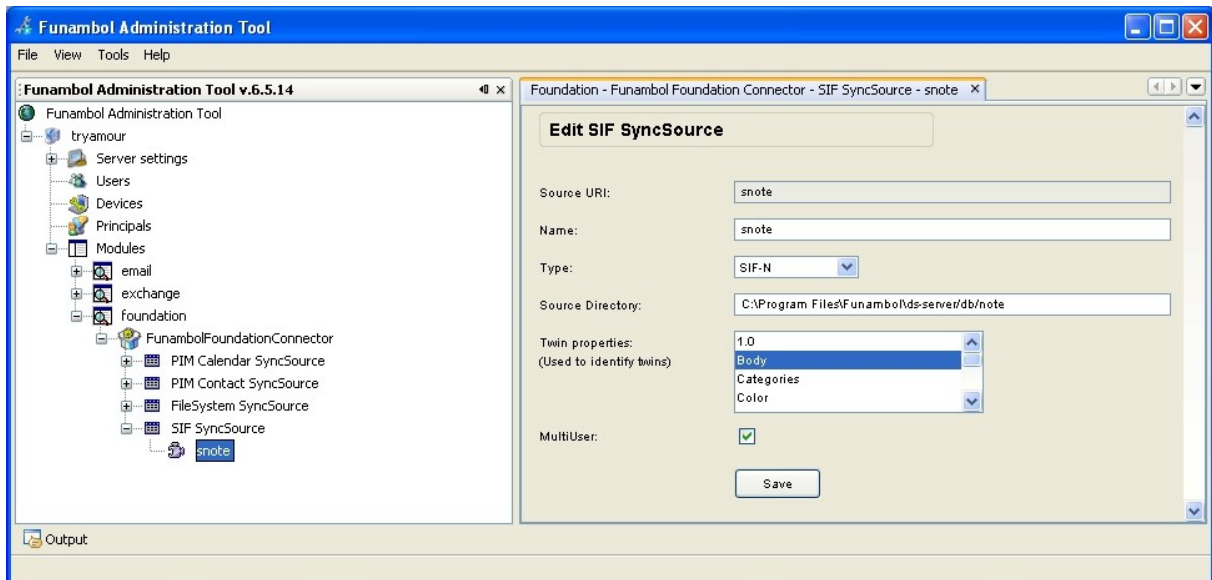 Funambol Administration Tool
File View Tools Help
Funambol Administration Tool v.6.5.14
Funambol Administration Tool
tryamour
Server settings
Users
Devices
Principals
Modules
email
exchange
foundation
FunambolFoundationConnector
PIM Calendar SyncSource
PIM Contact SyncSource
FileSystem SyncSource
SIF SyncSource
snote
Foundation - Funambol Foundation Connector - SIF SyncSource - snote
Edit SIF SyncSource
Source URI: snote
Name: snote
Type: SIF-N
Source Directory: C:\Program Files\Funambol\ds-server/db/note
Twin properties:
(Used to identify twins)
1.0
Body
Categories
Color
MultiUser:
Save
Output